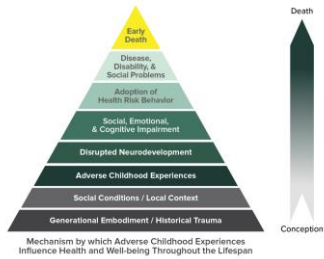 Death
Early
Death
Disease,
Disability, &
Social Problems
Adoption of
Health Risk Behavior
Social, Emotional,
& Cognitive Impairment
Disrupted Neurodevelopment
Adverse Childhood Experiences
Social Conditions / Local Context
Generational Embodiment / Historical Trauma
Conception
Mechanism by which Adverse Childhood Experiences
Influence Health and Well-being Throughout the Lifespan